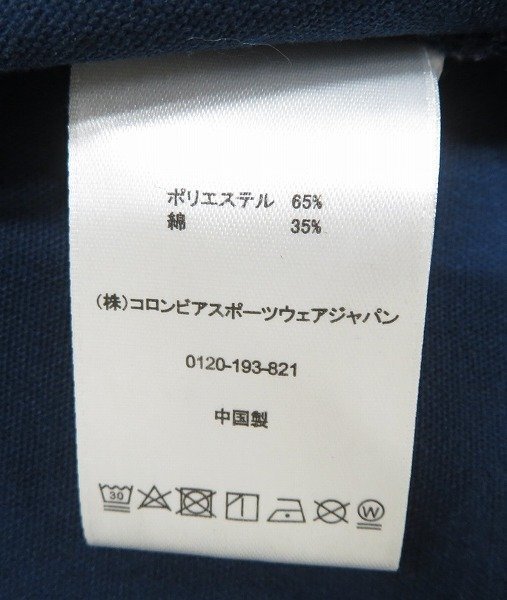 ポリエステル 65%
綿 35%
(株)コロンビアスポーツウェアジャパン
0120-193-821
中国製
30 W